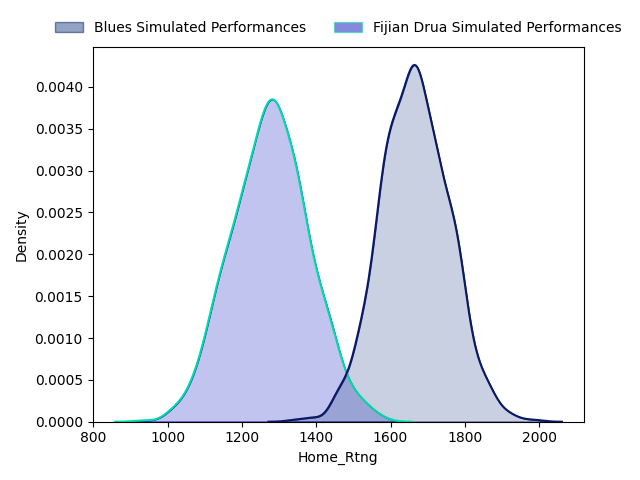 Blues Simulated Performances Fijian Drua Simulated Performances
Density
0.0040
0.0035
0.0030
0.0025
0.0020
0.0015
0.0010
0.0005
0.0000
800 1000 1200 1400 1600 1800 2000
Home_Rtng